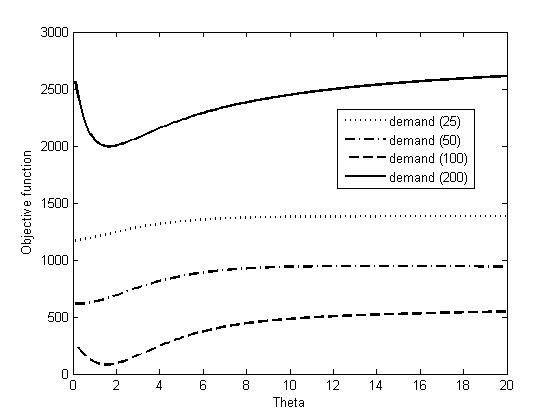 3000
2500
2000
1500
1000
500
0
Objective function
demand (25)
demand (50)
demand (100)
demand (200)
0 2 4 6 8 10 12 14 16 18 20
Theta